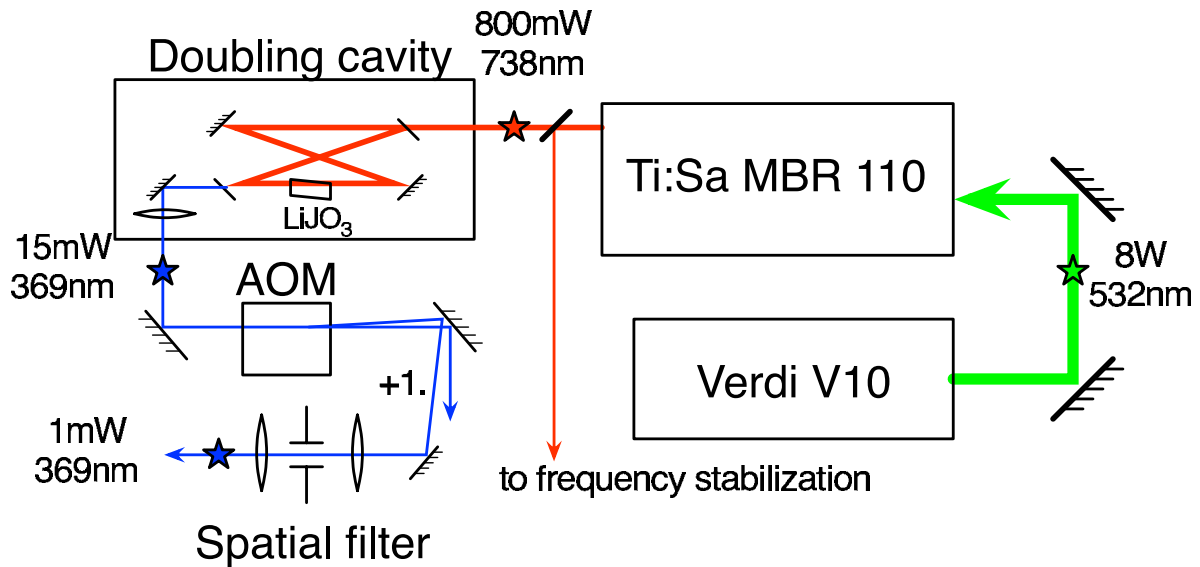 800mW
738nm
Doubling cavity
Ti:Sa MBR 110
LiJO₃
15mW
369nm
AOM
8W
532nm
Verdi V10
+1.
1mW
369nm
to frequency stabilization
Spatial filter